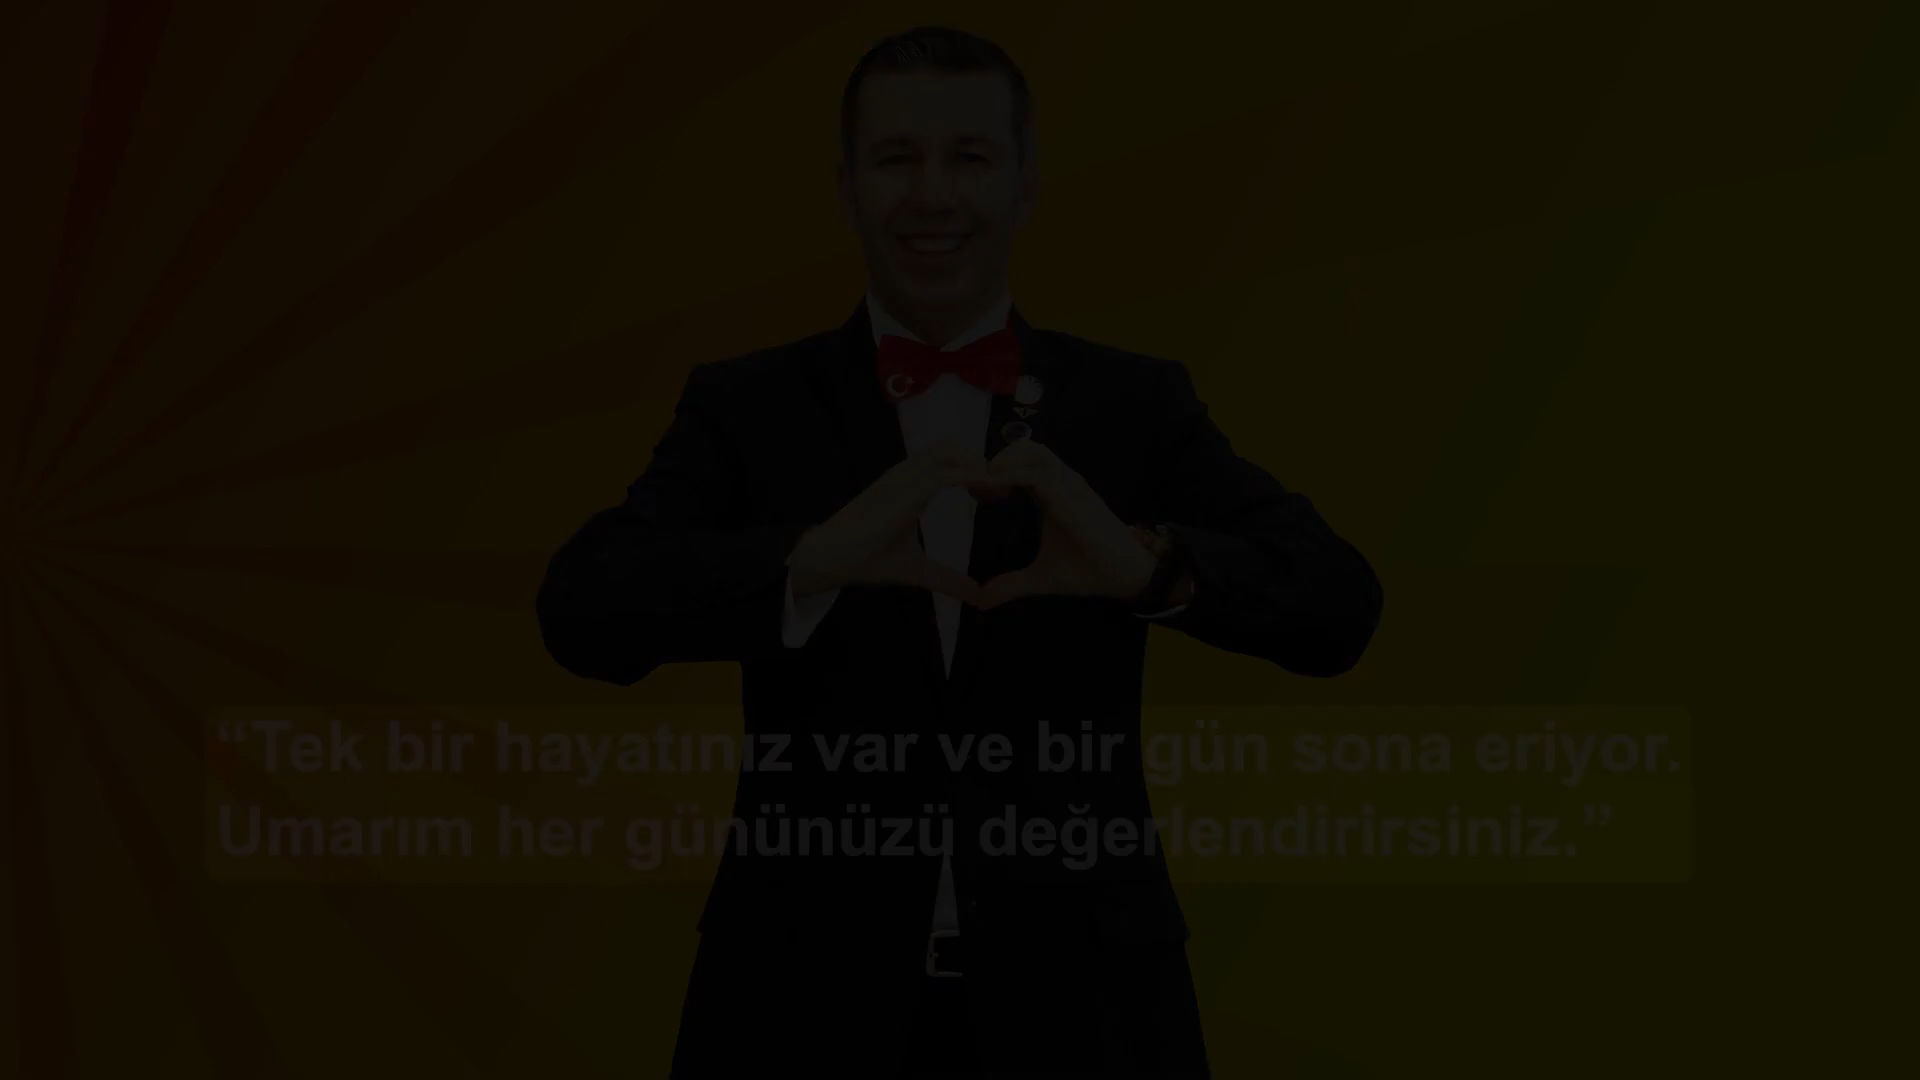 “Tek bir hayatınız var ve bir gün sona eriyor.
Umarım her gününüzü değerlendirirsiniz.”